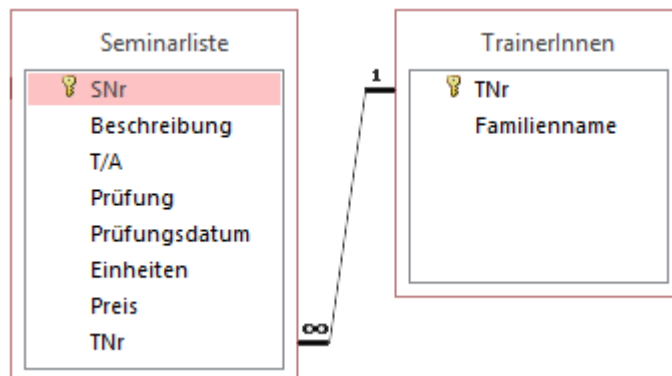 Seminarliste
SNr
Beschreibung
T/A
Prüfung
Prüfungsdatum
Einheiten
Preis
TNr
1
∞
TrainerInnen
TNr
Familienname